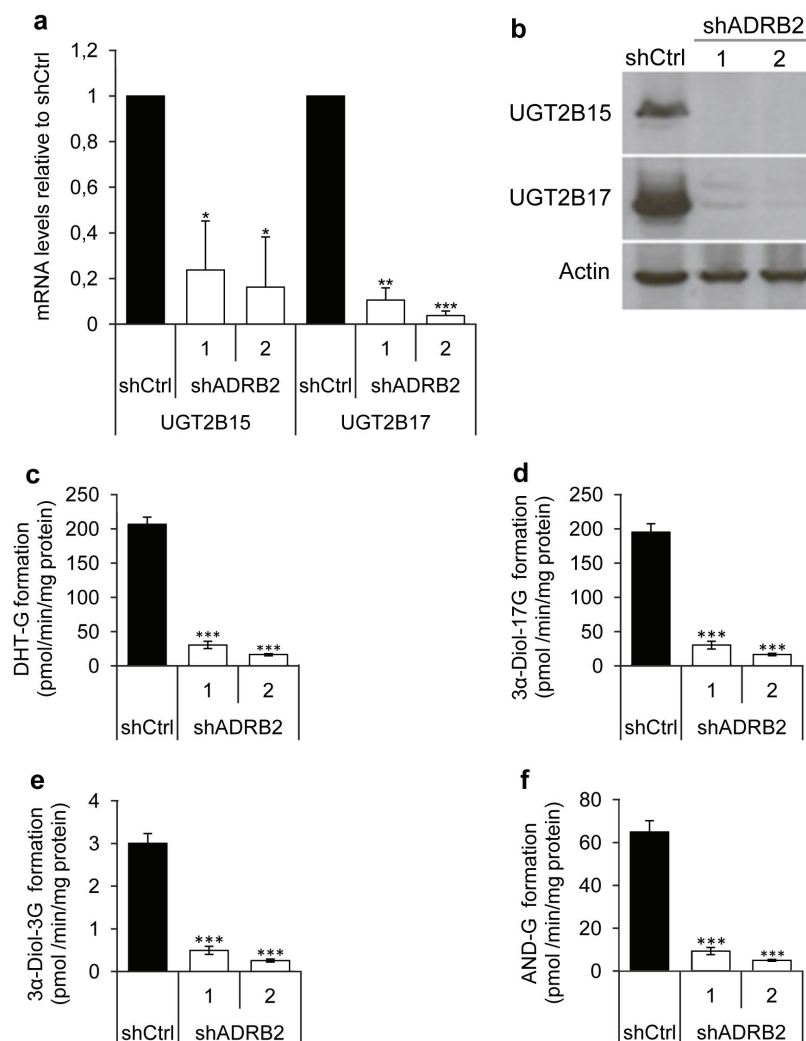 a
mRNA levels relative to shCtrl
1,2
1
0,8
0,6
0,4
0,2
0
*
*
**
***
1
2
1
2
shCtrl
shADRB2
shCtrl
shADRB2
UGT2B15
UGT2B17
b
shADRB2
shCtrl
1
2
UGT2B15
UGT2B17
Actin
c
DHT-G formation
(pmol/min/mg protein)
250
200
150
100
50
0
***
***
1
2
shCtrl
shADRB2
d
3α-Diol-17G formation
(pmol /min/mg protein)
250
200
150
100
50
0
***
***
1
2
shCtrl
shADRB2
e
3α-Diol-3G formation
(pmol /min/mg protein)
4
3
2
1
0
***
***
1
2
shCtrl
shADRB2
f
AND-G formation
(pmol /min/mg protein)
80
60
40
20
0
***
***
1
2
shCtrl
shADRB2